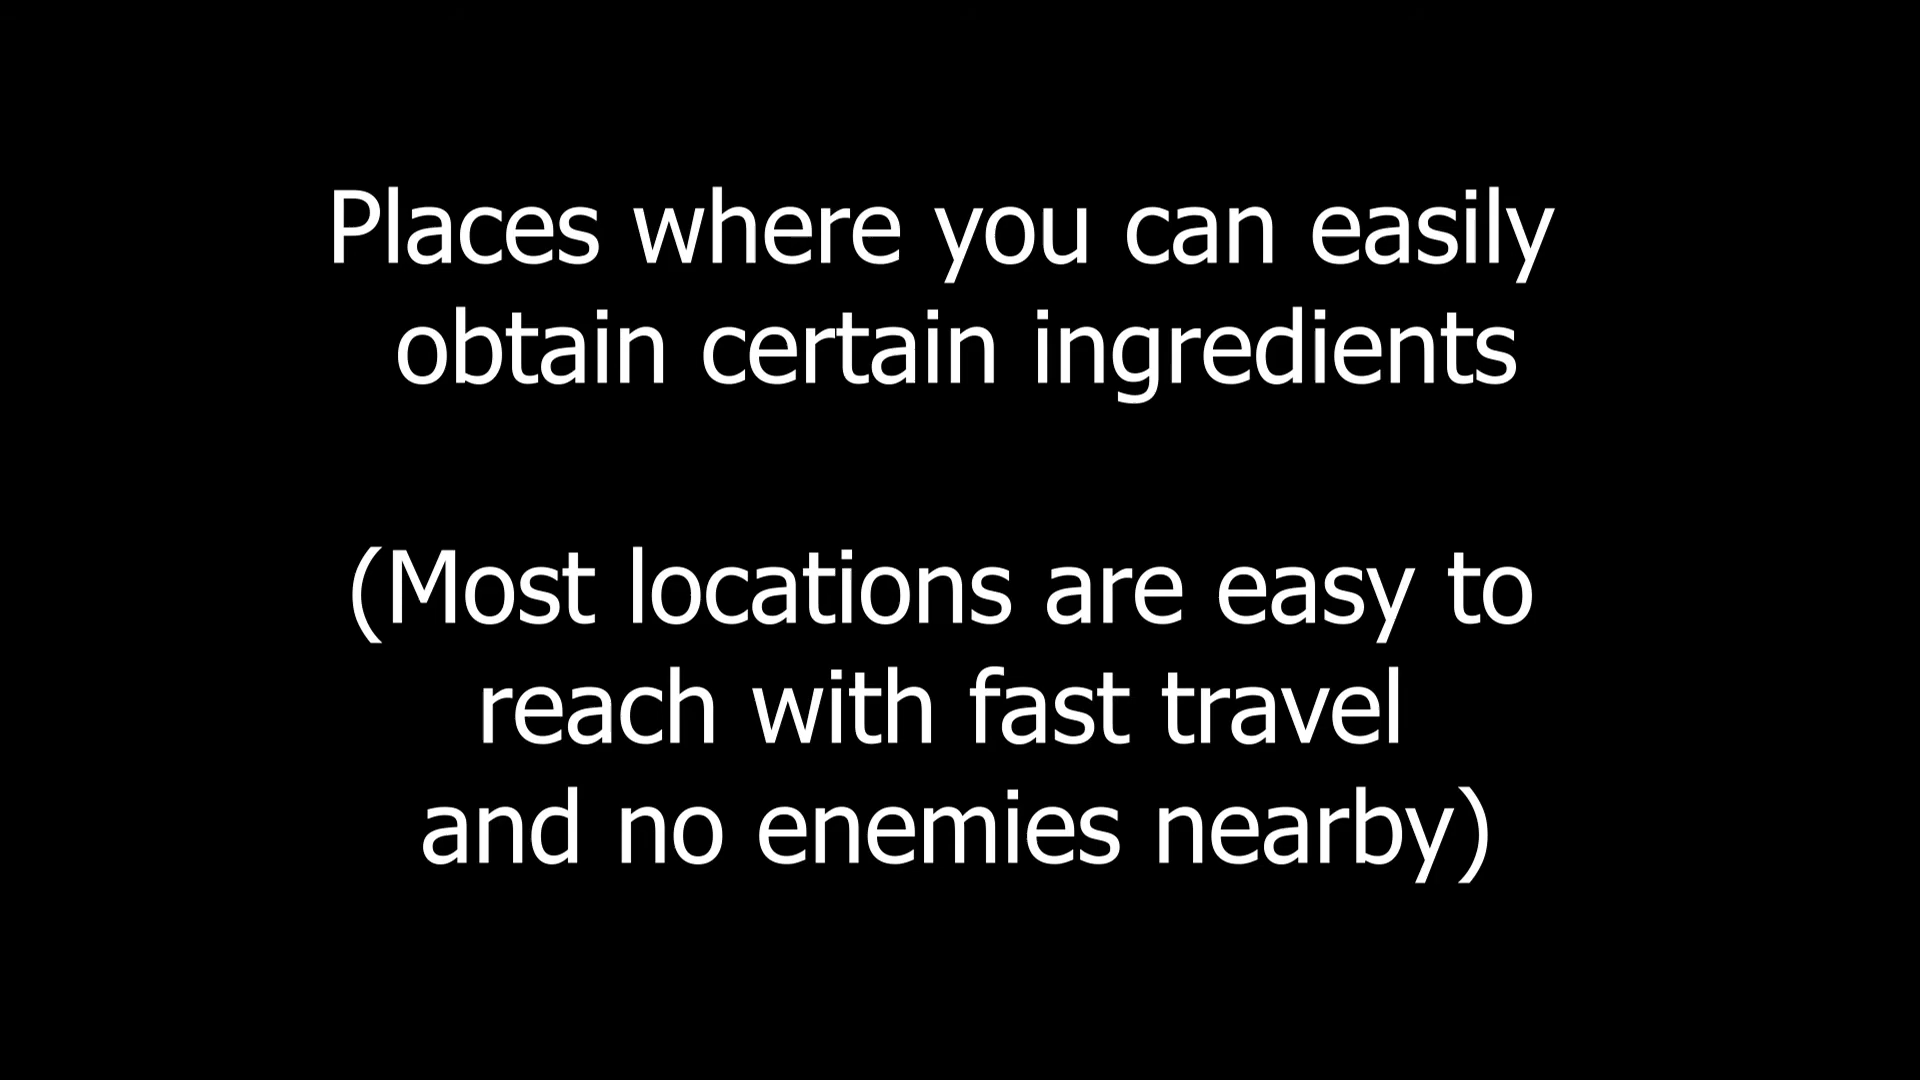 Places where you can easily
obtain certain ingredients
(Most locations are easy to
reach with fast travel
and no enemies nearby)